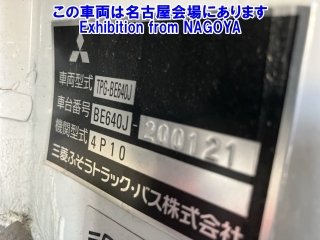 この車両は名古屋会場にあります
Exhibition from NAGOYA
車両型式 TPG-BE640J
車台番号 BE640J-200121
機関型式 4P10
三菱ふそうトラック・バス株式会社